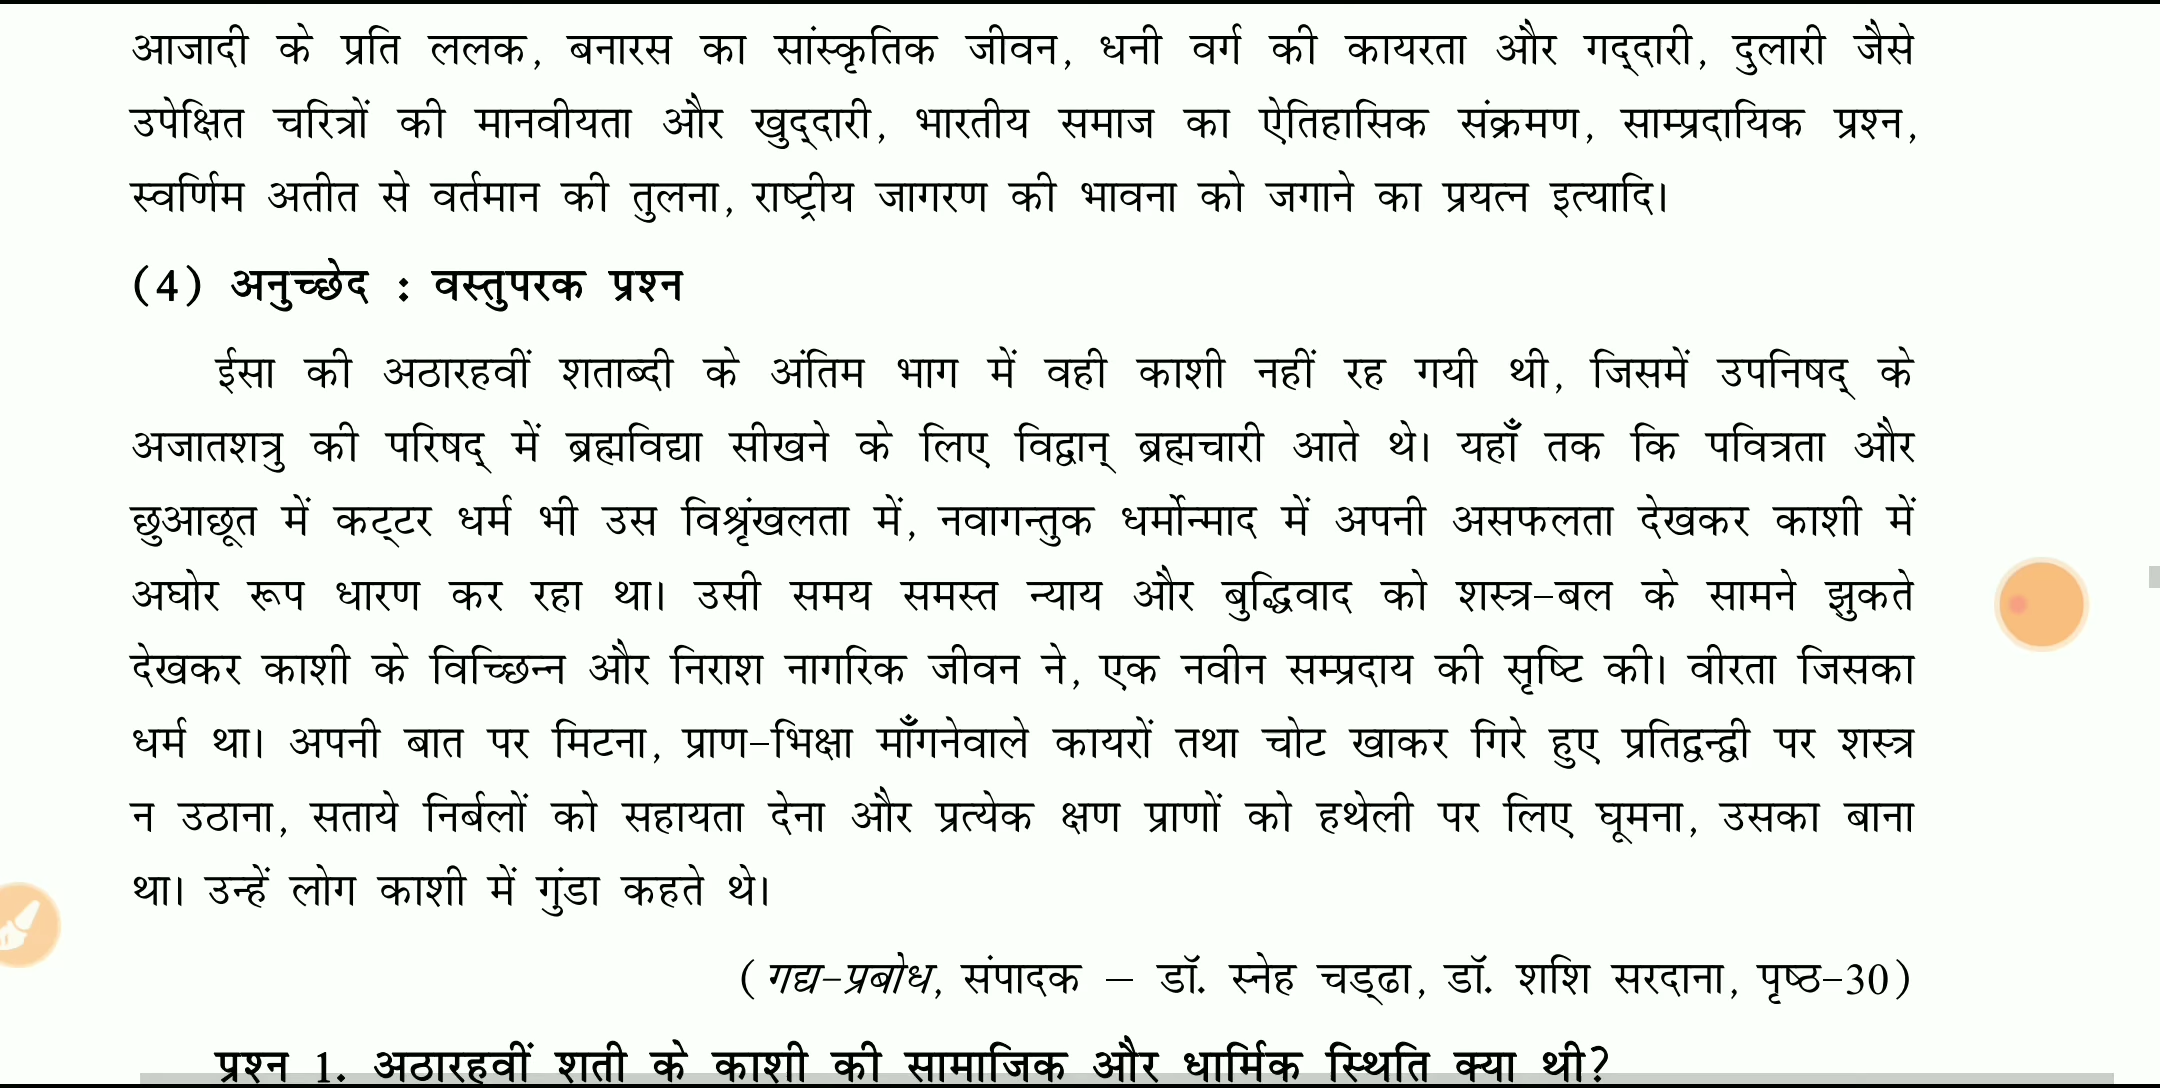 आजादी के प्रति ललक, बनारस का सांस्कृतिक जीवन, धनी वर्ग की कायरता और गद्दारी, दुलारी जैसे
उपेक्षित चरित्रों की मानवीयता और खुद्दारी, भारतीय समाज का ऐतिहासिक संक्रमण, साम्प्रदायिक प्रश्न,
स्वर्णिम अतीत से वर्तमान की तुलना, राष्ट्रीय जागरण की भावना को जगाने का प्रयत्न इत्यादि।
(4) अनुच्छेद : वस्तुपरक प्रश्न
ईसा की अठारहवीं शताब्दी के अंतिम भाग में वही काशी नहीं रह गयी थी, जिसमें उपनिषद् के
अजातशत्रु की परिषद् में ब्रह्मविद्या सीखने के लिए विद्वान् ब्रह्मचारी आते थे। यहाँ तक कि पवित्रता और
छुआछूत में कट्टर धर्म भी उस विश्रृंखलता में, नवागन्तुक धर्मोन्माद में अपनी असफलता देखकर काशी में
अघोर रूप धारण कर रहा था। उसी समय समस्त न्याय और बुद्धिवाद को शस्त्र-बल के सामने झुकते
देखकर काशी के विच्छिन्न और निराश नागरिक जीवन ने, एक नवीन सम्प्रदाय की सृष्टि की। वीरता जिसका
धर्म था। अपनी बात पर मिटना, प्राण-भिक्षा माँगनेवाले कायरों तथा चोट खाकर गिरे हुए प्रतिद्वन्द्वी पर शस्त्र
न उठाना, सताये निर्बलों को सहायता देना और प्रत्येक क्षण प्राणों को हथेली पर लिए घूमना, उसका बाना
था। उन्हें लोग काशी में गुंडा कहते थे।
(गद्य-प्रबोध, संपादक – डॉ. स्नेह चड्ढा, डॉ. शशि सरदाना, पृष्ठ-30)
प्रश्न 1. अठारहवीं शती के काशी की सामाजिक और धार्मिक स्थिति क्या थी?